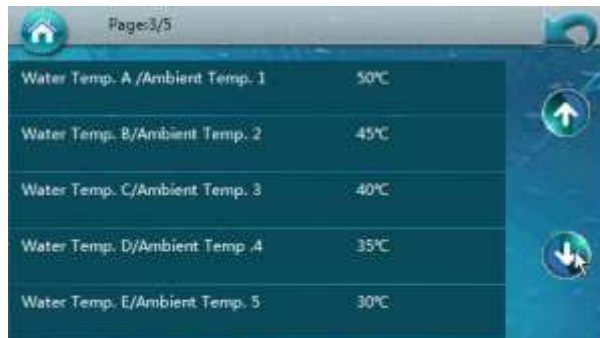 Page:3/5
Water Temp. A /Ambient Temp. 1 50℃
Water Temp. B/Ambient Temp. 2 45℃
Water Temp. C/Ambient Temp. 3 40℃
Water Temp. D/Ambient Temp .4 35℃
Water Temp. E/Ambient Temp. 5 30℃